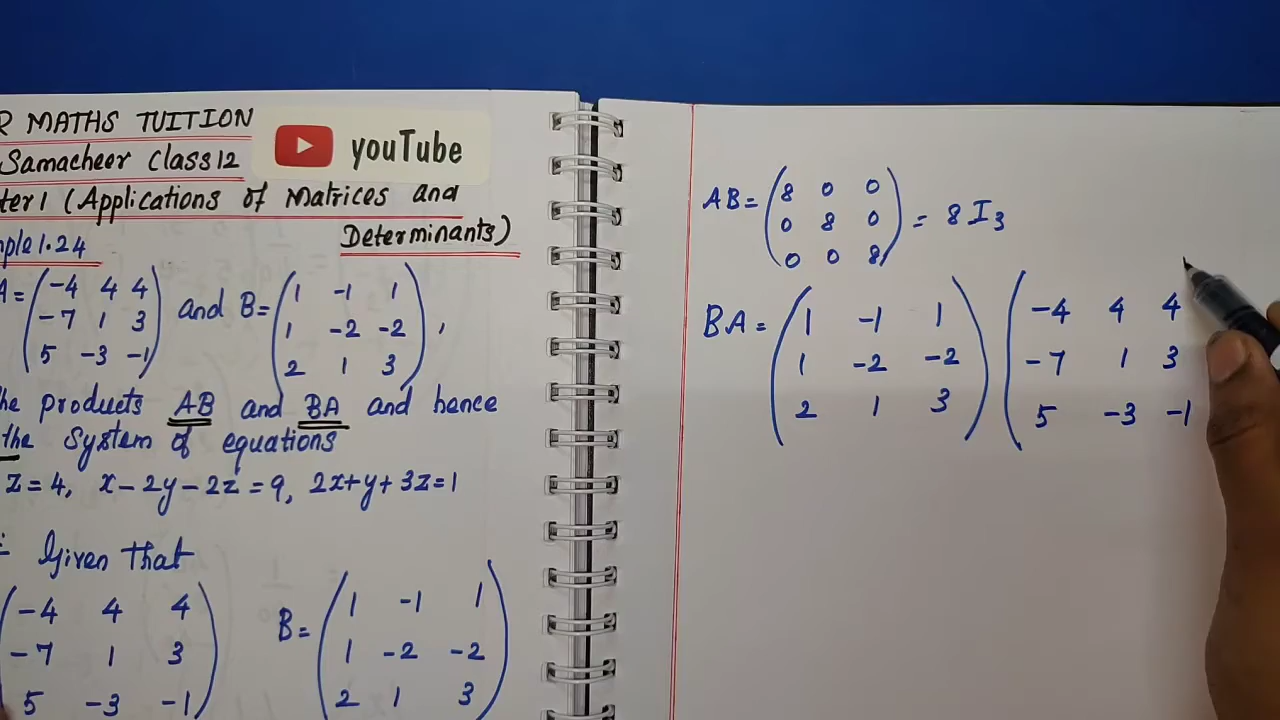 R MATHS TUITION
Samacheer Class 12
youTube
ter 1 (Applications of Matrices and
Determinants)
mple 1.24
A = (-4 4 4
-7 1 3
5 -3 -1) and B = (1 -1 1
1 -2 -2
2 1 3),
he products AB and BA and hence
the System of equations
z = 4, x - 2y - 2z = 9, 2x + y + 3z = 1
Given that
(-4 4 4
-7 1 3
5 -3 -1)
B = (1 -1 1
1 -2 -2
2 1 3
AB = (8 0 0
0 8 0
0 0 8) = 8I₃
BA = (1 -1 1
1 -2 -2
2 1 3) (-4 4 4
-7 1 3
5 -3 -1